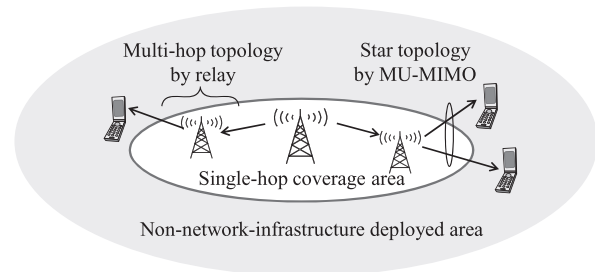 Multi-hop topology
by relay
Star topology
by MU-MIMO
Single-hop coverage area
Non-network-infrastructure deployed area